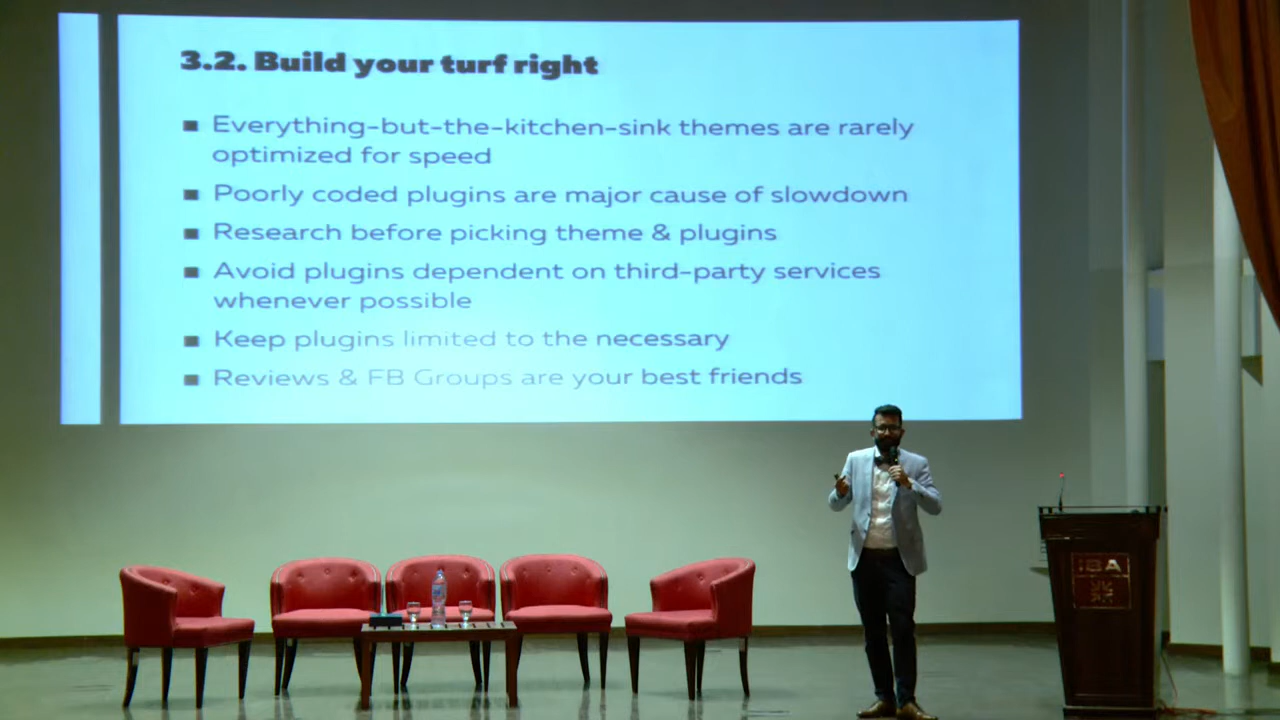 3.2. Build your turf right
■ Everything-but-the-kitchen-sink themes are rarely
optimized for speed
■ Poorly coded plugins are major cause of slowdown
■ Research before picking theme & plugins
■ Avoid plugins dependent on third-party services
whenever possible
■ Keep plugins limited to the necessary
■ Reviews & FB Groups are your best friends
IBA